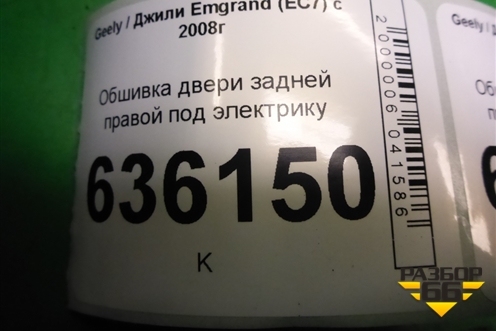 Geely / Джили Emgrand (EC7) с
2008г
Обшивка двери задней
правой под электрику
636150
К
2000006041586
РАЗБОР
66